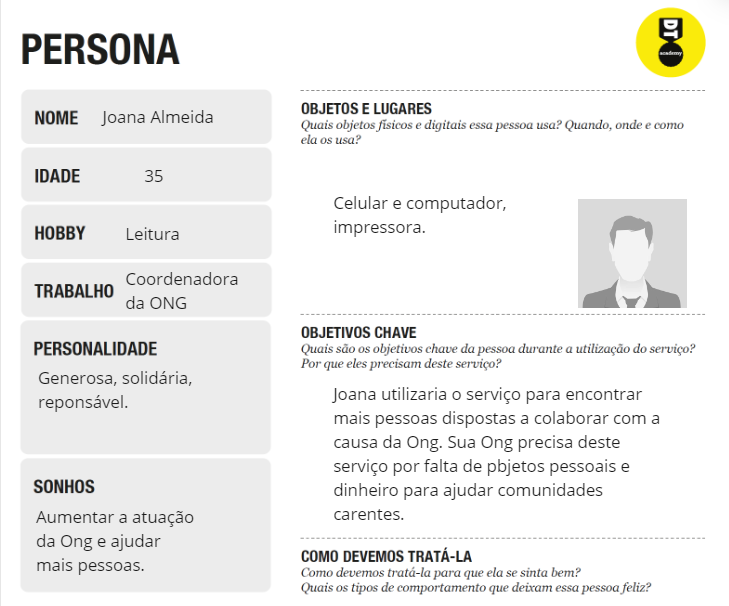 PERSONA
DT
academy
NOME Joana Almeida
IDADE 35
HOBBY Leitura
TRABALHO Coordenadora
da ONG
PERSONALIDADE
Generosa, solidária,
reponsável.
SONHOS
Aumentar a atuação
da Ong e ajudar
mais pessoas.
OBJETOS E LUGARES
Quais objetos físicos e digitais essa pessoa usa? Quando, onde e como
ela os usa?
Celular e computador,
impressora.
OBJETIVOS CHAVE
Quais são os objetivos chave da pessoa durante a utilização do serviço?
Por que eles precisam deste serviço?
Joana utilizaria o serviço para encontrar
mais pessoas dispostas a colaborar com a
causa da Ong. Sua Ong precisa deste
serviço por falta de pbjetos pessoais e
dinheiro para ajudar comunidades
carentes.
COMO DEVEMOS TRATÁ-LA
Como devemos tratá-la para que ela se sinta bem?
Quais os tipos de comportamento que deixam essa pessoa feliz?